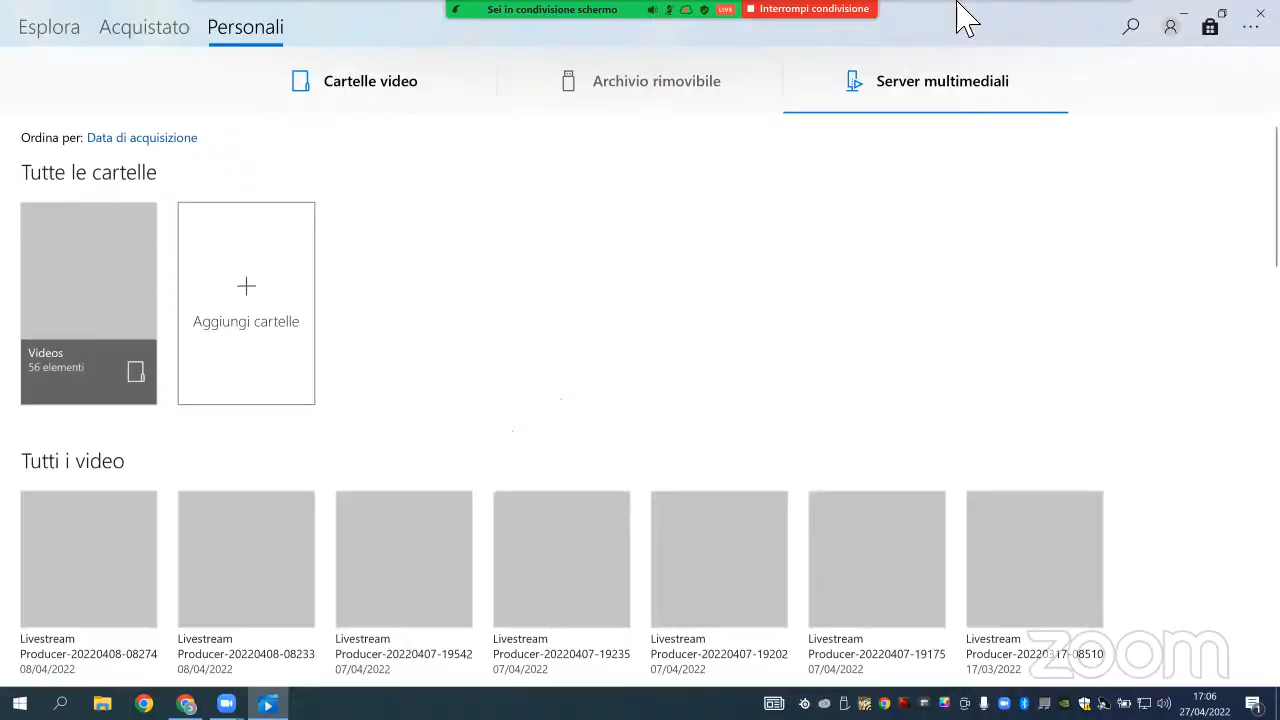 Sei in condivisione schermo
LIVE
Interrompi condivisione
Esplora Acquistato Personali
Cartelle video
Archivio rimovibile
Server multimediali
Ordina per: Data di acquisizione
Tutte le cartelle
Videos
56 elementi
Aggiungi cartelle
Tutti i video
Livestream
Producer-20220408-08274
08/04/2022
Livestream
Producer-20220408-08233
08/04/2022
Livestream
Producer-20220407-19542
07/04/2022
Livestream
Producer-20220407-19235
07/04/2022
Livestream
Producer-20220407-19202
07/04/2022
Livestream
Producer-20220407-19175
07/04/2022
Livestream
Producer-20220317-08510
17/03/2022
zoom
17:06
27/04/2022